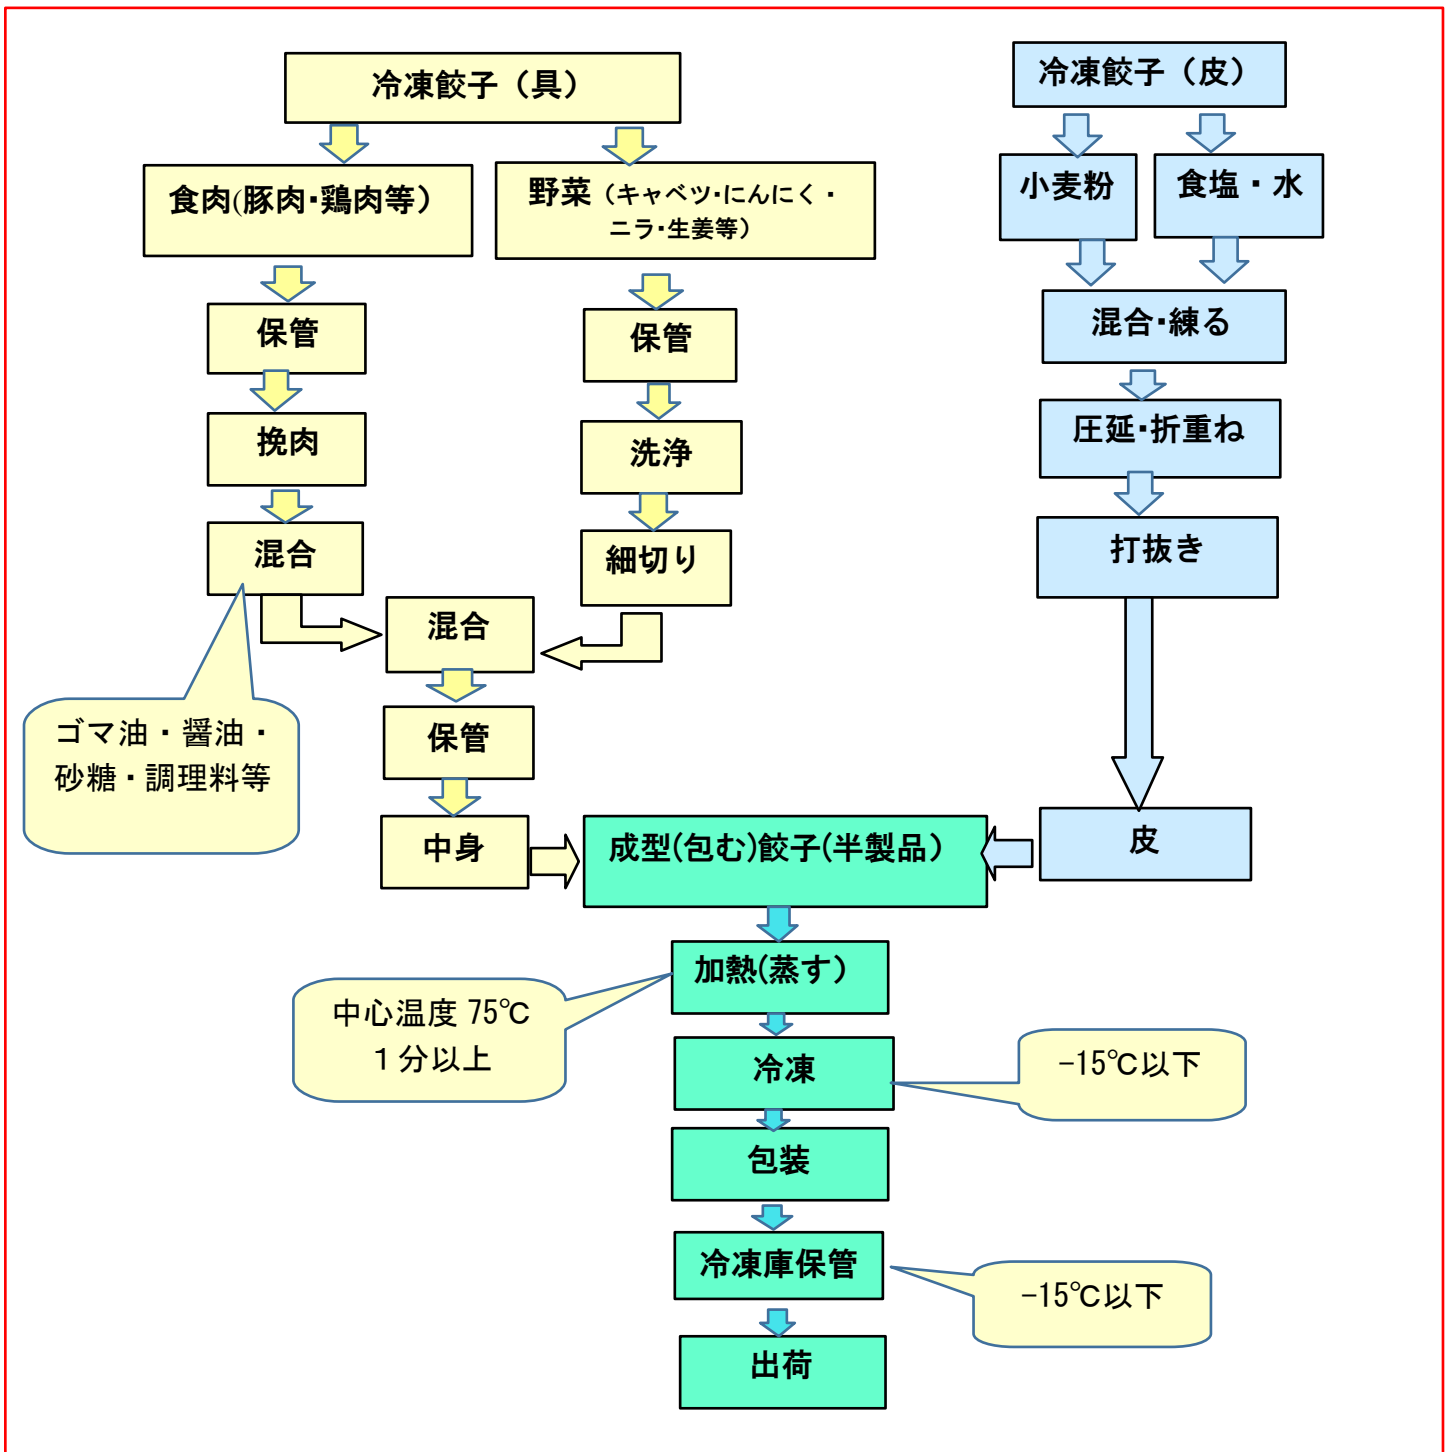 冷凍餃子（具）
冷凍餃子（皮）
食肉(豚肉・鶏肉等）
野菜（キャベツ・にんにく・
ニラ・生姜等）
小麦粉
食塩・水
保管
保管
混合・練る
挽肉
洗浄
圧延・折重ね
混合
細切り
打抜き
混合
ゴマ油・醤油・
砂糖・調理料等
保管
中身
成型(包む)餃子(半製品）
皮
加熱(蒸す）
中心温度 75℃
１分以上
冷凍
-15℃以下
包装
冷凍庫保管
-15℃以下
出荷